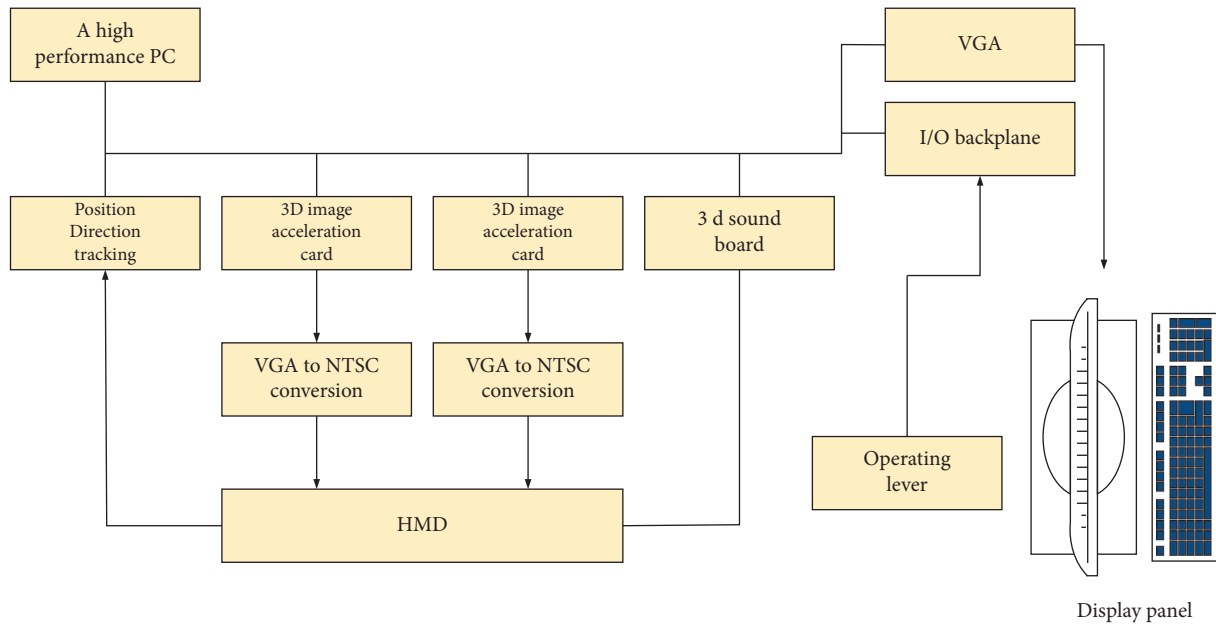 A high
performance PC
VGA
I/O backplane
Position
Direction
tracking
3D image
acceleration
card
3D image
acceleration
card
3 d sound
board
VGA to NTSC
conversion
VGA to NTSC
conversion
Operating
lever
HMD
Display panel